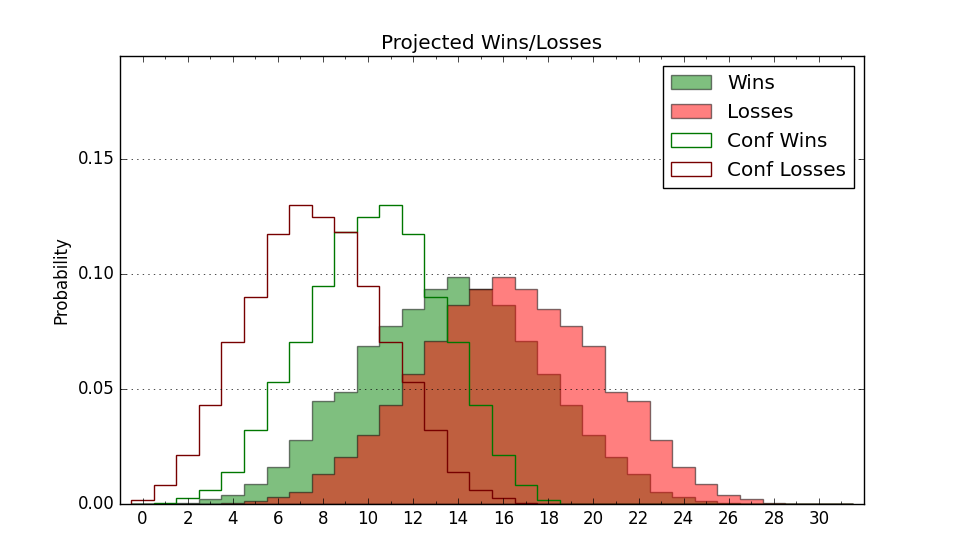 Projected Wins/Losses
Wins
Losses
Conf Wins
Conf Losses
Probability
0.15
0.10
0.05
0.00
0 2 4 6 8 10 12 14 16 18 20 22 24 26 28 30